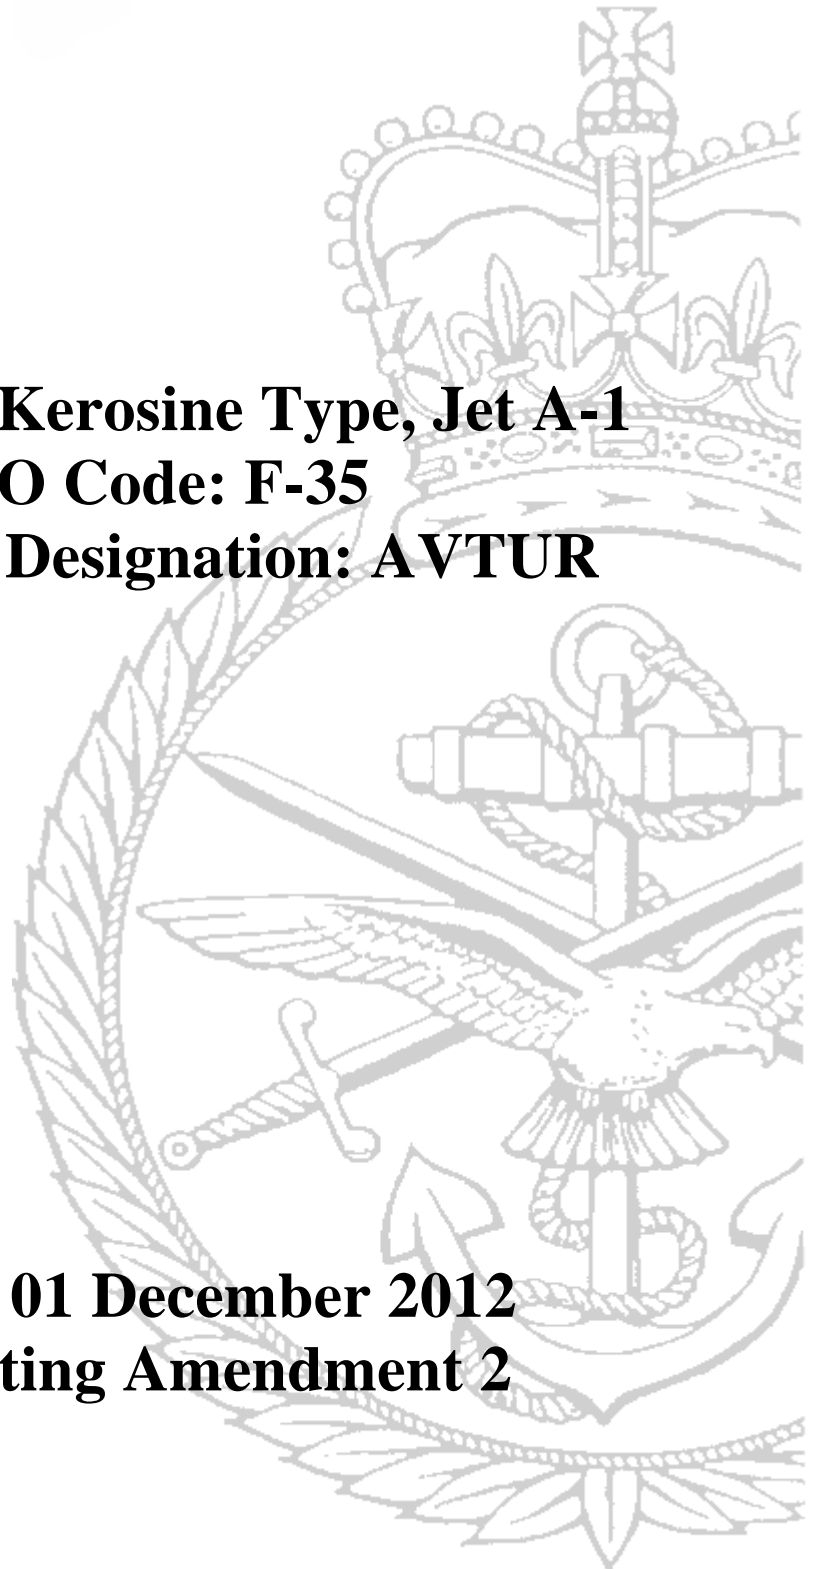 Kerosine Type, Jet A-1
O Code: F-35
Designation: AVTUR
01 December 2012
ting Amendment 2